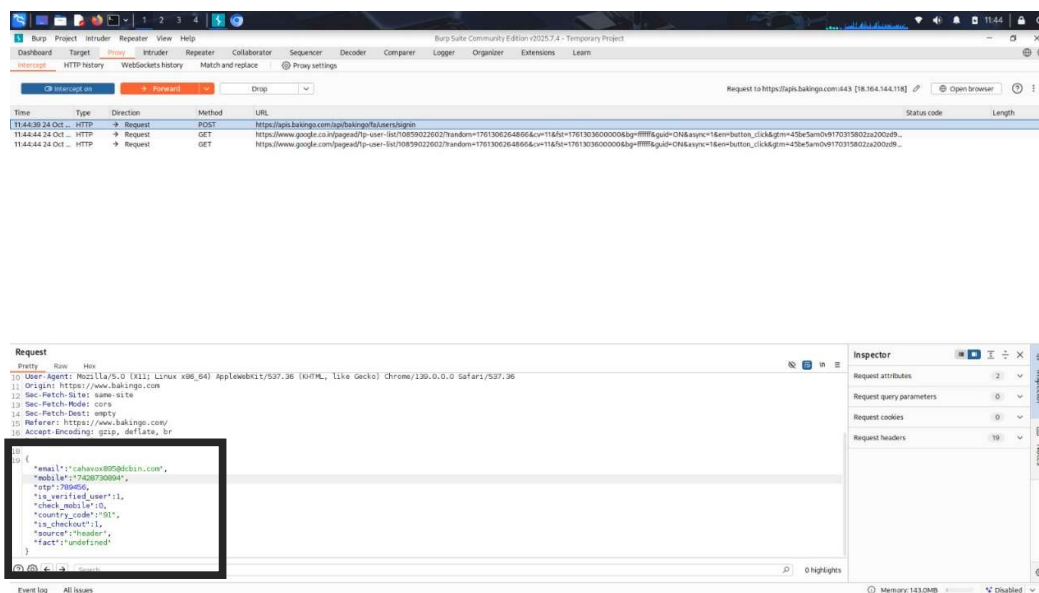 1 2 3 4
11:44
Burp Project Intruder Repeater View Help
Burp Suite Community Edition v2025.7.4 - Temporary Project
Dashboard Target Proxy Intruder Repeater Collaborator Sequencer Decoder Comparer Logger Organizer Extensions Learn
Intercept HTTP history WebSockets history Match and replace Proxy settings
Intercept on Forward Drop Request to https://apis.bakingo.com:443 [18.164.144.118] Open browser
Time Type Direction Method URL Status code Length
11:44:39 24 Oct ... HTTP → Request POST https://apis.bakingo.com/api/bakingo/fa/users/signin
11:44:44 24 Oct ... HTTP → Request GET
11:44:44 24 Oct ... HTTP → Request GET
Request
Pretty Raw Hex
10 User-Agent: Mozilla/5.0 (X11; Linux x86_64) AppleWebKit/537.36 (KHTML, like Gecko) Chrome/139.0.0.0 Safari/537.36
11 Origin: https://www.bakingo.com
12 Sec-Fetch-Site: same-site
13 Sec-Fetch-Mode: cors
14 Sec-Fetch-Dest: empty
15 Referer: https://www.bakingo.com/
16 Accept-Encoding: gzip, deflate, br
18
19 {
"email":"cahavox805@dcbin.com",
"mobile":"7428730894",
"otp":789456,
"is_verified_user":1,
"check_mobile":0,
"country_code":"91",
"is_checkout":1,
"source":"header",
"fact":"undefined"
}
Search
0 highlights
Inspector
Request attributes 2
Request query parameters 0
Request cookies 0
Request headers 19
Event log All issues
Memory: 143.0MB
Disabled